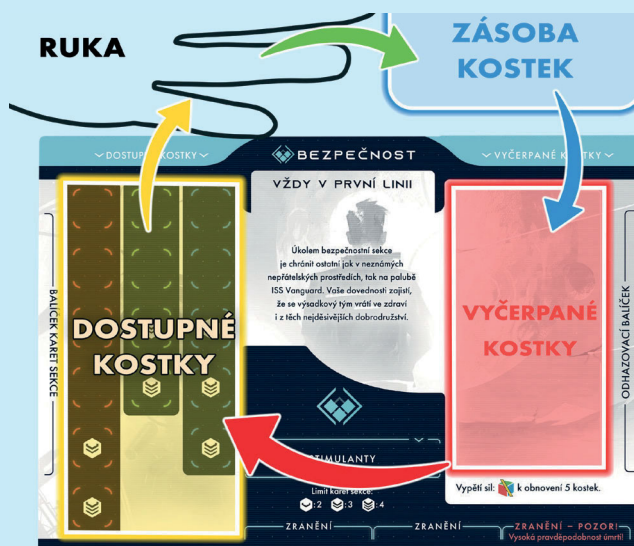 RUKA
ZÁSOBA
KOSTEK
DOSTUPNÉ KOSTKY
BEZPEČNOST
VYČERPANÉ KOSTKY
VŽDY V PRVNÍ LINII
Úkolem bezpečnostní sekce
je chránit ostatní jak v neznámých
nepřátelských prostředích, tak na palubě
ISS Vanguard. Vaše dovednosti zajistí,
že se výsadkový tým vrátí ve zdraví
i z těch nejděsivějších dobrodružství.
BALÍČEK KARET SEKCE
DOSTUPNÉ
KOSTKY
VYČERPANÉ
KOSTKY
ODHAZOVACÍ BALÍČEK
STIMULANTY
Limit karet sekce:
:2 :3 :4
Vypětí sil: k obnovení 5 kostek.
ZRANĚNÍ
ZRANĚNÍ
ZRANĚNÍ – POZOR!
Vysoká pravděpodobnost úmrtí!